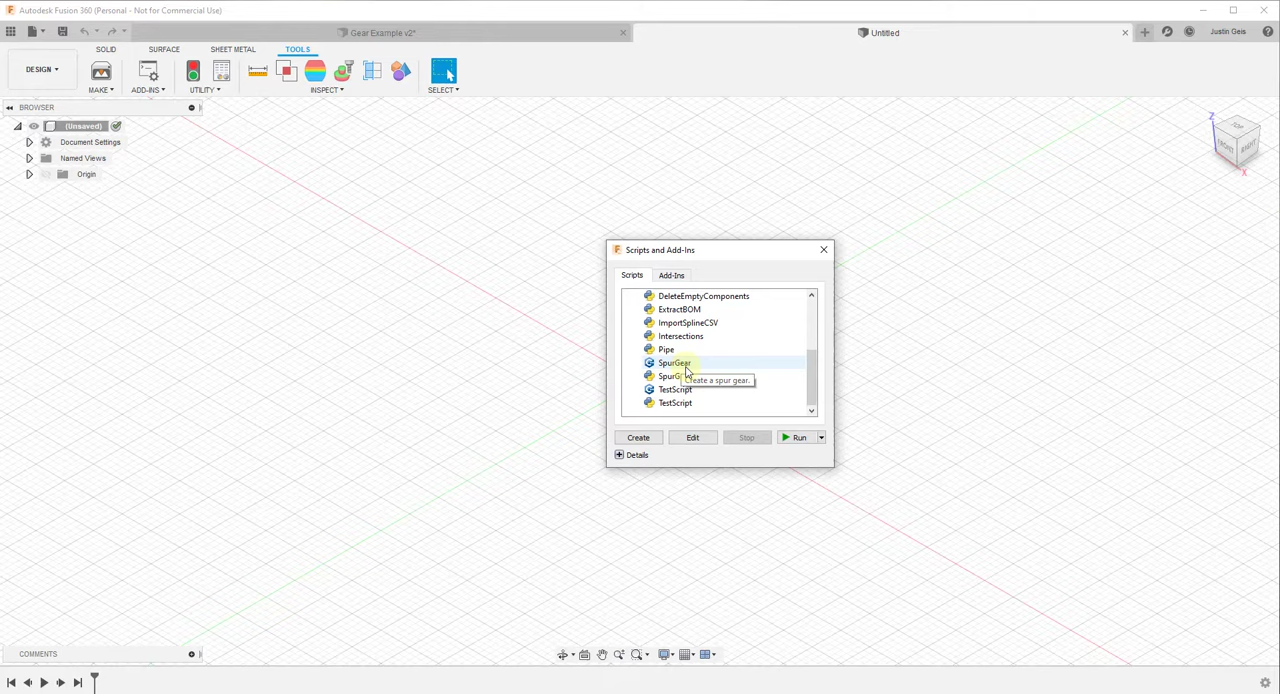 Autodesk Fusion 360 (Personal - Not for Commercial Use)
Gear Example v2*
Untitled
Justin Geis
SOLID SURFACE SHEET METAL TOOLS
DESIGN
MAKE ADD-INS UTILITY INSPECT SELECT
BROWSER
(Unsaved)
Document Settings
Named Views
Origin
TOP
FRONT
RIGHT
Z
X
Scripts and Add-Ins
Scripts Add-Ins
DeleteEmptyComponents
ExtractBOM
ImportSplineCSV
Intersections
Pipe
SpurGear
Create a spur gear.
TestScript
TestScript
Create Edit Stop Run
Details
COMMENTS